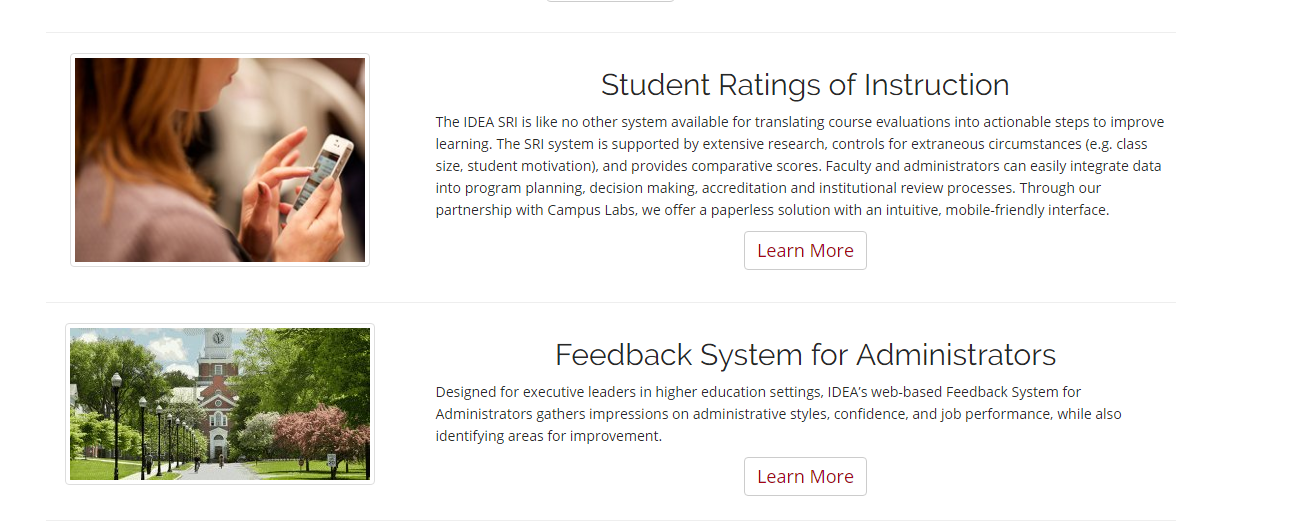 Student Ratings of Instruction
The IDEA SRI is like no other system available for translating course evaluations into actionable steps to improve
learning. The SRI system is supported by extensive research, controls for extraneous circumstances (e.g. class
size, student motivation), and provides comparative scores. Faculty and administrators can easily integrate data
into program planning, decision making, accreditation and institutional review processes. Through our
partnership with Campus Labs, we offer a paperless solution with an intuitive, mobile-friendly interface.
Learn More
Feedback System for Administrators
Designed for executive leaders in higher education settings, IDEA’s web-based Feedback System for
Administrators gathers impressions on administrative styles, confidence, and job performance, while also
identifying areas for improvement.
Learn More